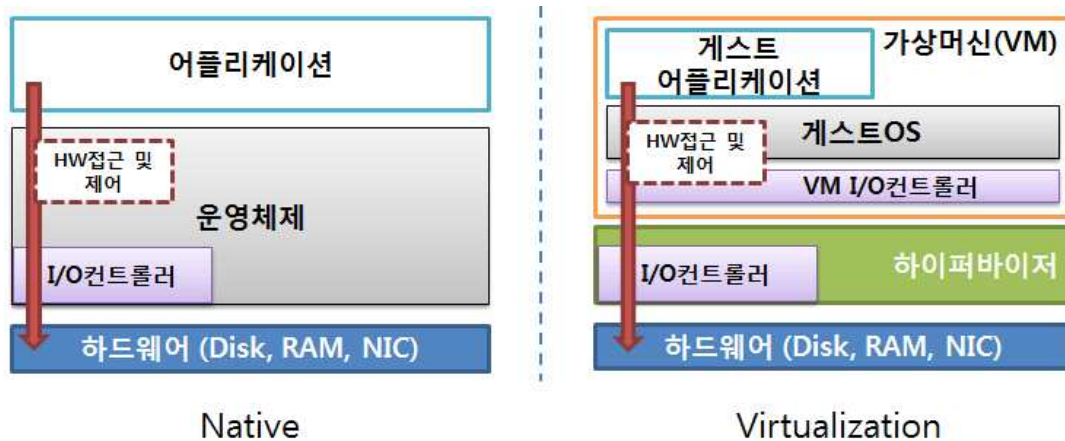 어플리케이션
HW접근 및
제어
운영체제
I/O컨트롤러
하드웨어 (Disk, RAM, NIC)
Native
게스트
어플리케이션
가상머신(VM)
HW접근 및
제어
게스트OS
VM I/O컨트롤러
하이퍼바이저
I/O컨트롤러
하드웨어 (Disk, RAM, NIC)
Virtualization